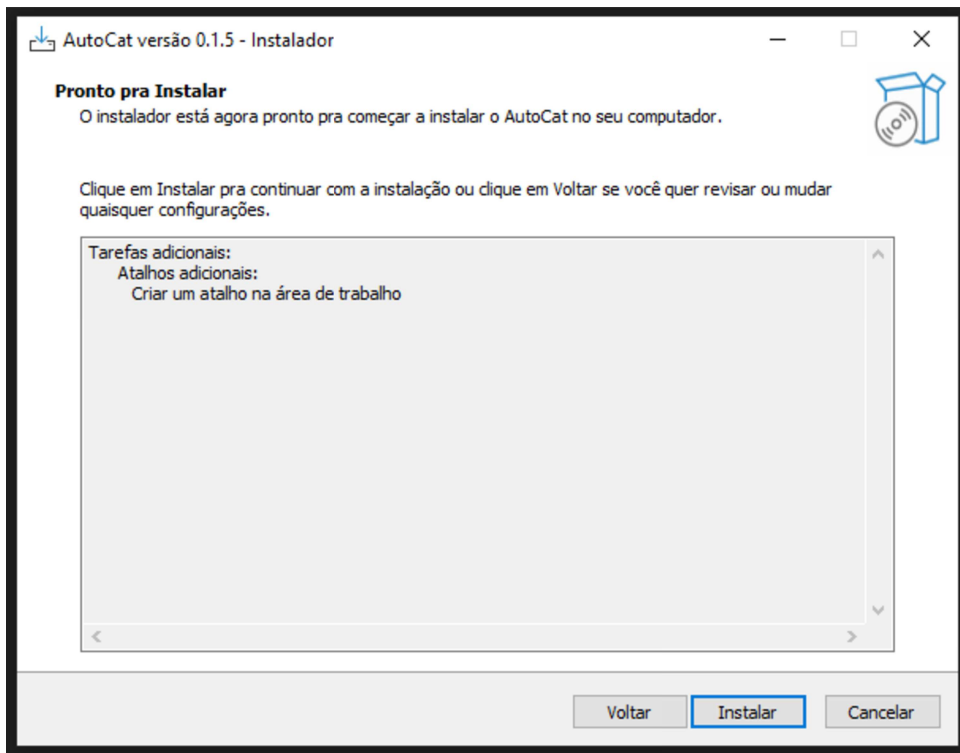 AutoCat versão 0.1.5 - Instalador
Pronto pra Instalar
O instalador está agora pronto pra começar a instalar o AutoCat no seu computador.
Clique em Instalar pra continuar com a instalação ou clique em Voltar se você quer revisar ou mudar
quaisquer configurações.
Tarefas adicionais:
Atalhos adicionais:
Criar um atalho na área de trabalho
Voltar Instalar Cancelar